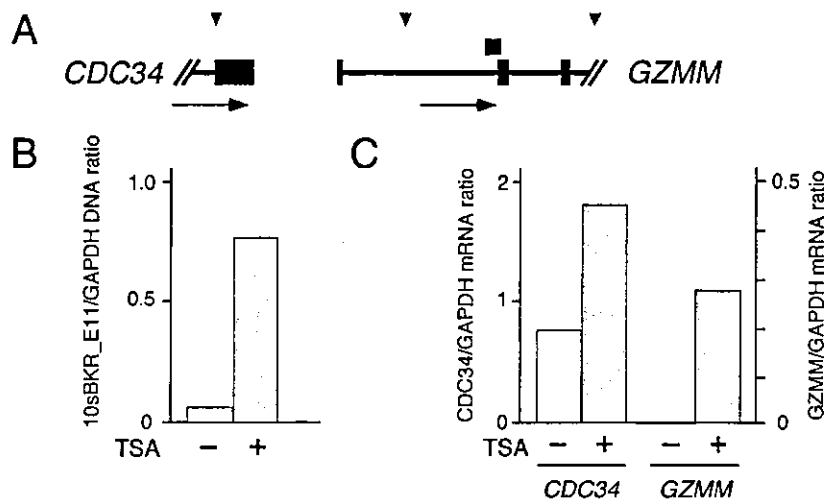 A
CDC34
GZMM
B
10sBKR_E11/GAPDH DNA ratio
1.0
0.5
0
TSA − +
C
CDC34/GAPDH mRNA ratio
2
1
0
0.5
0
GZMM/GAPDH mRNA ratio
TSA − + − +
CDC34 GZMM